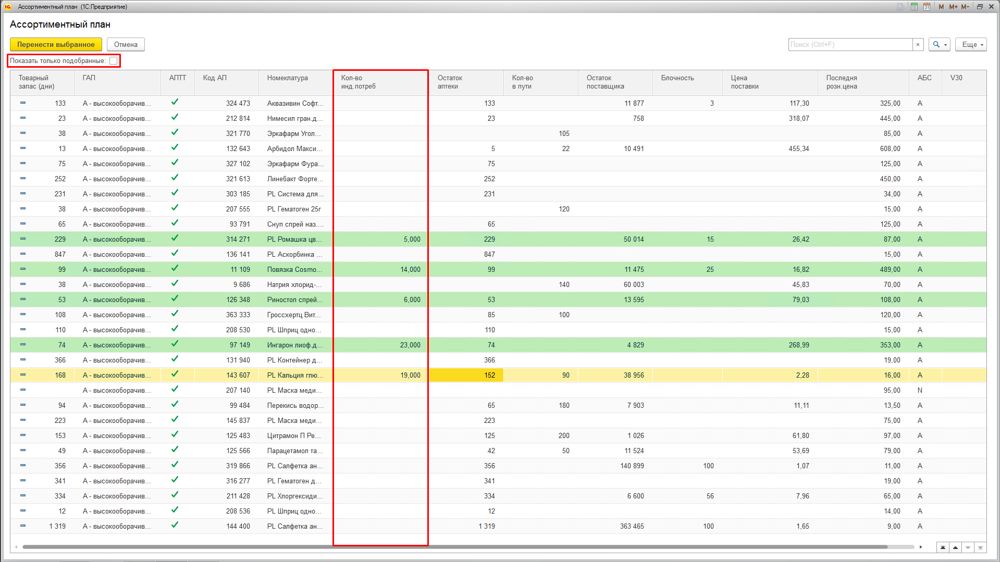 Ассортиментный план (1С:Предприятие)
31 M M+ M-
Ассортиментный план
Перенести выбранное Отмена Поиск (Ctrl+F) × Еще
Показать только подобранные:
Товарный запас (дни) ГАП АПТТ Код АП Номеклатура Кол-во инд.потреб Остаток аптеки Кол-во в пути Остаток поставщика Блочность Цена поставки Последня розн.цена АБС V30
133 А - высокооборачив... 324 473 Аквазивин Софт... 133 11 877 3 117,30 325,00 А
23 А - высокооборачив... 212 814 Нимесил гран.д... 23 758 318,07 445,00 А
38 А - высокооборачив... 321 770 Эркафарм Угол... 105 85,00 А
13 А - высокооборачив... 132 643 Арбидол Макси... 5 22 10 491 455,34 608,00 А
75 А - высокооборачив... 327 102 Эркафарм Фура... 75 125,00 А
252 А - высокооборачив... 321 613 Линебакт Форте... 252 450,00 А
231 А - высокооборачив... 303 185 PL Система для... 231 34,00 А
38 А - высокооборачив... 207 555 PL Гематоген 25г 120 15,00 А
65 А - высокооборачив... 93 791 Снуп спрей наз.... 65 125,00 А
229 А - высокооборачив... 314 271 PL Ромашка цв... 5,000 229 50 014 15 26,42 87,00 А
847 А - высокооборачив... 136 141 PL Аскорбинка ... 847 15,00 А
99 А - высокооборачив... 11 109 Повязка Cosmo... 14,000 99 11 475 25 16,82 489,00 А
38 А - высокооборачив... 9 686 Натрия хлорид-... 140 60 003 45,83 70,00 А
53 А - высокооборачив... 126 348 Риностоп спрей... 6,000 53 13 595 79,03 108,00 А
108 А - высокооборачив... 363 333 Гроссхертц Вит... 85 100 120,00 А
110 А - высокооборачив... 208 530 PL Шприц одно... 110 15,00 А
74 А - высокооборачив... 97 149 Ингарон лиоф.д... 23,000 74 4 829 268,99 353,00 А
366 А - высокооборачив... 131 940 PL Контейнер д... 366 19,00 А
168 А - высокооборачив... 143 607 PL Кальция глю... 19,000 152 90 38 956 2,28 16,00 А
А - высокооборачив... 207 140 PL Маска меди... 95,00 N
94 А - высокооборачив... 99 484 Перекись водор... 65 180 7 903 11,11 13,50 А
223 А - высокооборачив... 145 837 PL Маска меди... 223 75,00 А
153 А - высокооборачив... 125 483 Цитрамон П Ре... 125 200 1 026 61,80 97,00 А
49 А - высокооборачив... 125 566 Парацетамол та... 42 50 11 524 53,69 79,00 А
356 А - высокооборачив... 319 866 PL Салфетка ан... 356 140 899 100 1,07 11,00 А
341 А - высокооборачив... 316 277 PL Гематоген д... 341 19,00 А
334 А - высокооборачив... 211 428 PL Хлоргексиди... 334 6 600 56 7,96 65,00 А
12 А - высокооборачив... 208 536 PL Шприц одно... 12 14,00 А
1 319 А - высокооборачив... 144 400 PL Салфетка ан... 1 319 363 465 100 1,65 9,00 А